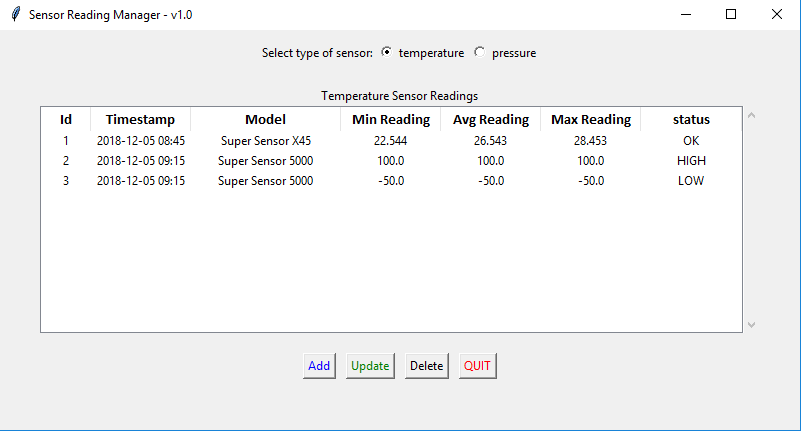 Sensor Reading Manager - v1.0
Select type of sensor: temperature pressure
Temperature Sensor Readings
Id Timestamp Model Min Reading Avg Reading Max Reading status
1 2018-12-05 08:45 Super Sensor X45 22.544 26.543 28.453 OK
2 2018-12-05 09:15 Super Sensor 5000 100.0 100.0 100.0 HIGH
3 2018-12-05 09:15 Super Sensor 5000 -50.0 -50.0 -50.0 LOW
Add Update Delete QUIT